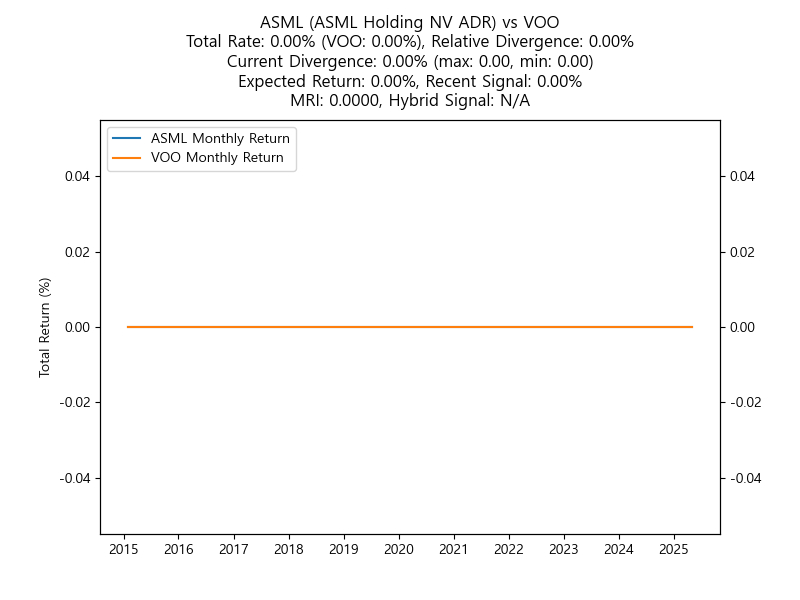 ASML (ASML Holding NV ADR) vs VOO
Total Rate: 0.00% (VOO: 0.00%), Relative Divergence: 0.00%
Current Divergence: 0.00% (max: 0.00, min: 0.00)
Expected Return: 0.00%, Recent Signal: 0.00%
MRI: 0.0000, Hybrid Signal: N/A
ASML Monthly Return
VOO Monthly Return
Total Return (%)
0.04
0.02
0.00
-0.02
-0.04
0.04
0.02
0.00
-0.02
-0.04
2015 2016 2017 2018 2019 2020 2021 2022 2023 2024 2025